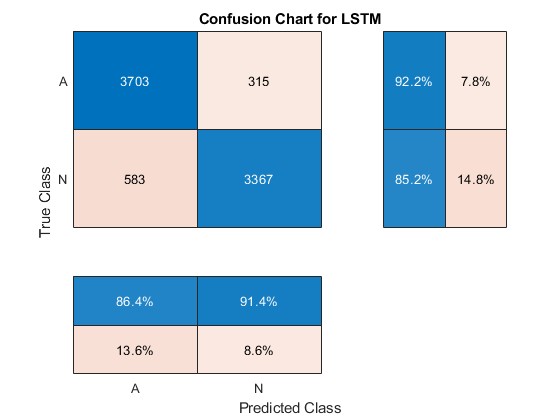 Confusion Chart for LSTM
A 3703 315 92.2% 7.8%
N 583 3367 85.2% 14.8%
True Class
86.4% 91.4%
13.6% 8.6%
A N
Predicted Class